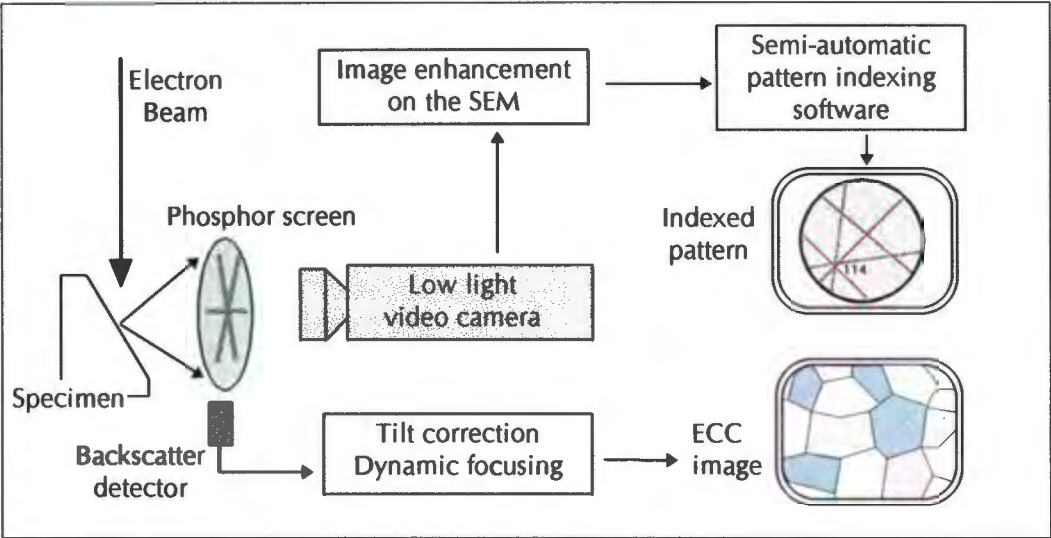 Electron
Beam
Image enhancement
on the SEM
Semi-automatic
pattern indexing
software
Phosphor screen
Indexed
pattern
114
Low light
video camera
Specimen
Backscatter
detector
Tilt correction
Dynamic focusing
ECC
image